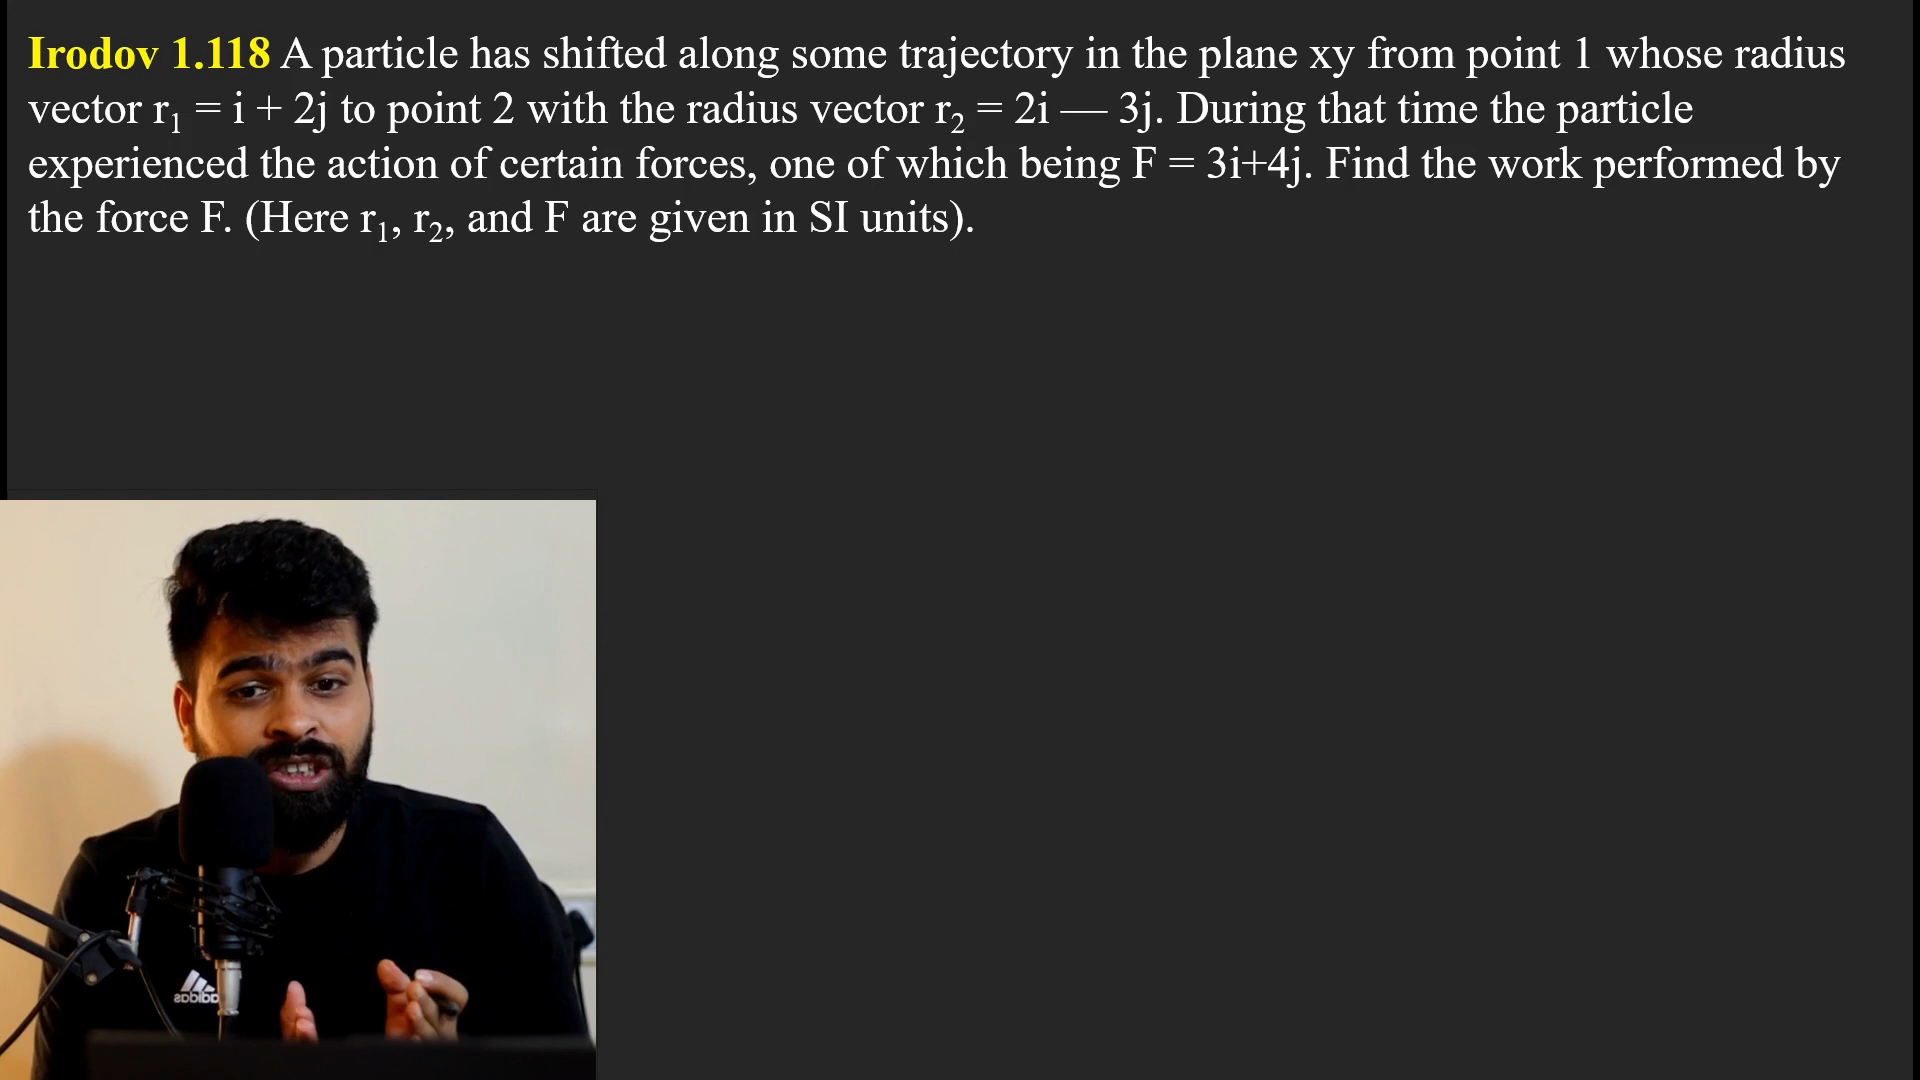 Irodov 1.118 A particle has shifted along some trajectory in the plane xy from point 1 whose radius
vector r₁ = i + 2j to point 2 with the radius vector r₂ = 2i — 3j. During that time the particle
experienced the action of certain forces, one of which being F = 3i+4j. Find the work performed by
the force F. (Here r₁, r₂, and F are given in SI units).
adidas